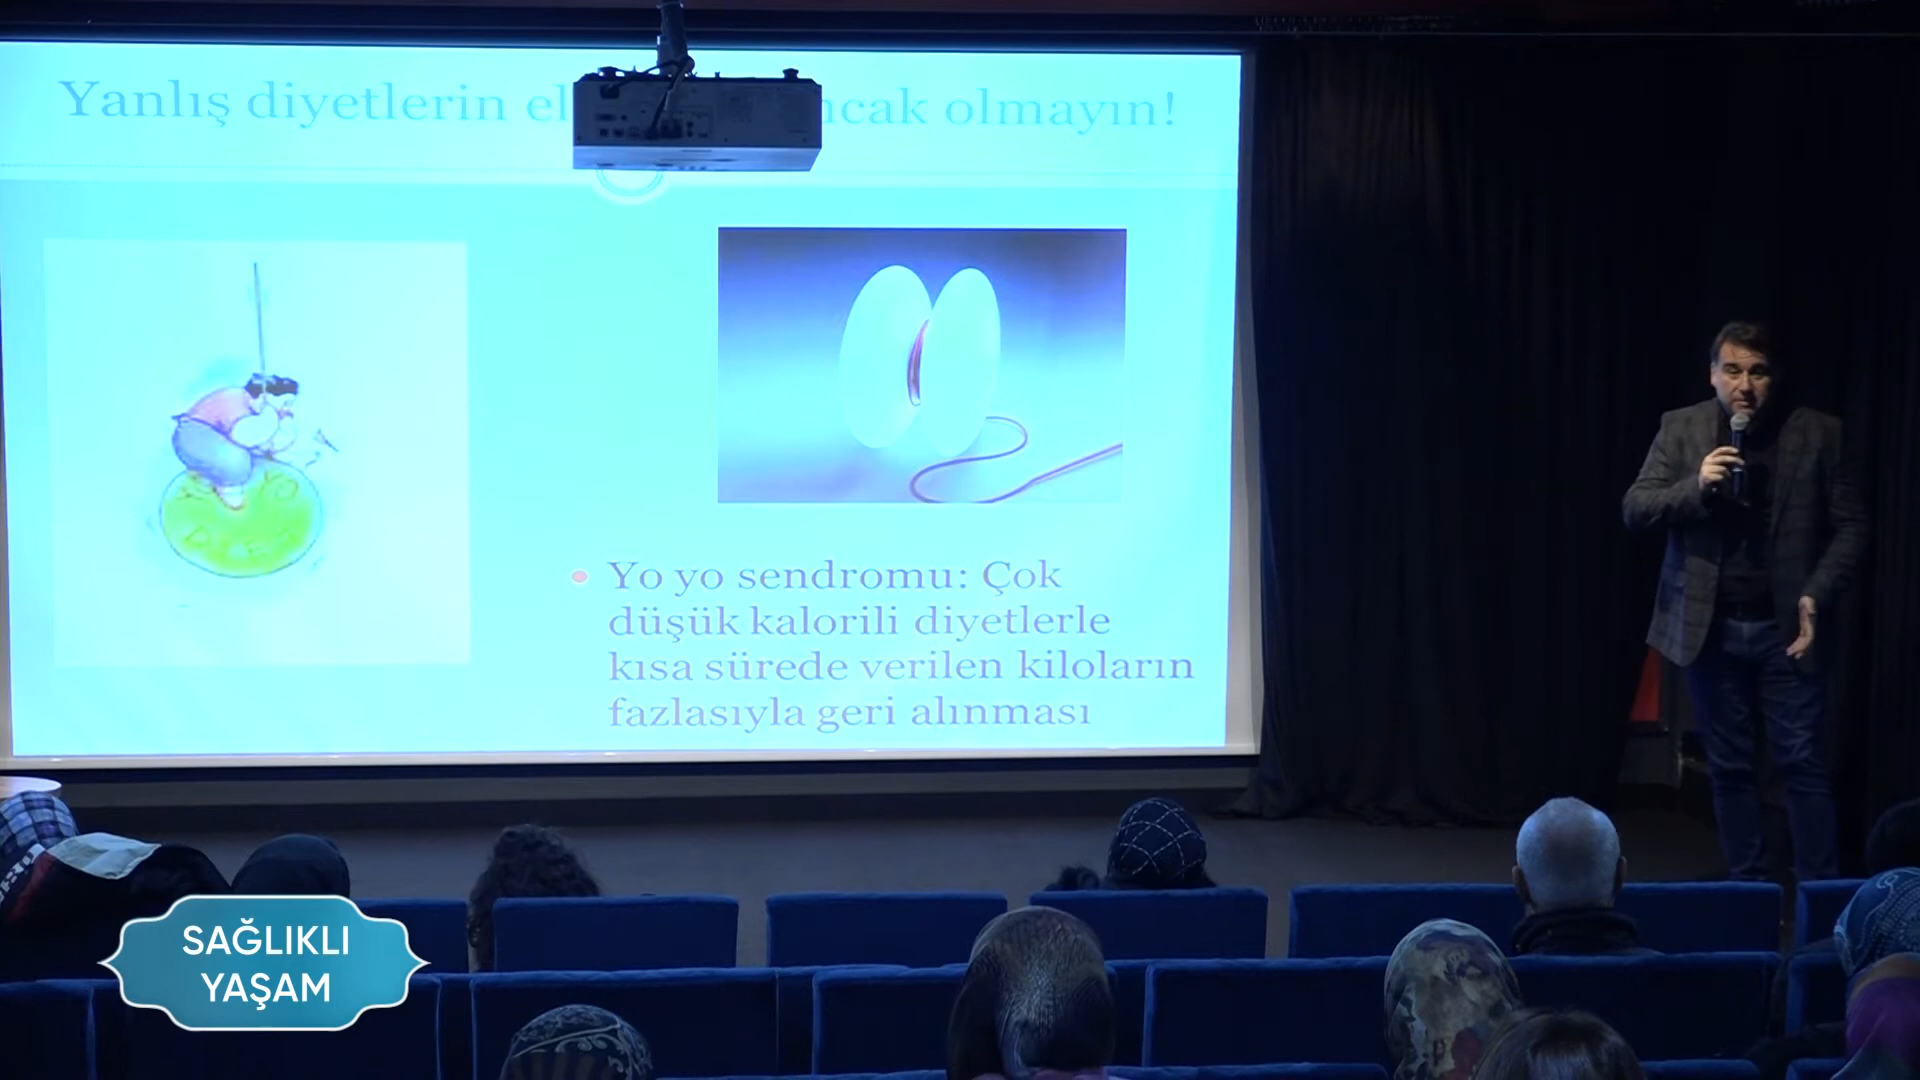 Yanlış diyetlerin el ncak olmayın!
Yo yo sendromu: Çok
düşük kalorili diyetlerle
kısa sürede verilen kiloların
fazlasıyla geri alınması
SAĞLIKLI
YAŞAM